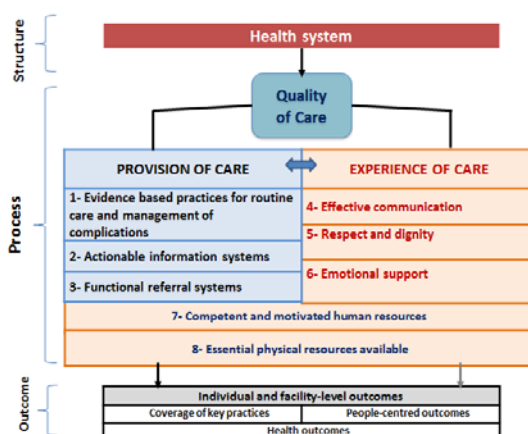 Structure
Health system
Quality
of Care
Process
PROVISION OF CARE
EXPERIENCE OF CARE
1- Evidence based practices for routine
care and management of
complications
2- Actionable information systems
3- Functional referral systems
4- Effective communication
5- Respect and dignity
6- Emotional support
7- Competent and motivated human resources
8- Essential physical resources available
Outcome
Individual and facility-level outcomes
Coverage of key practices
People-centred outcomes
Health outcomes